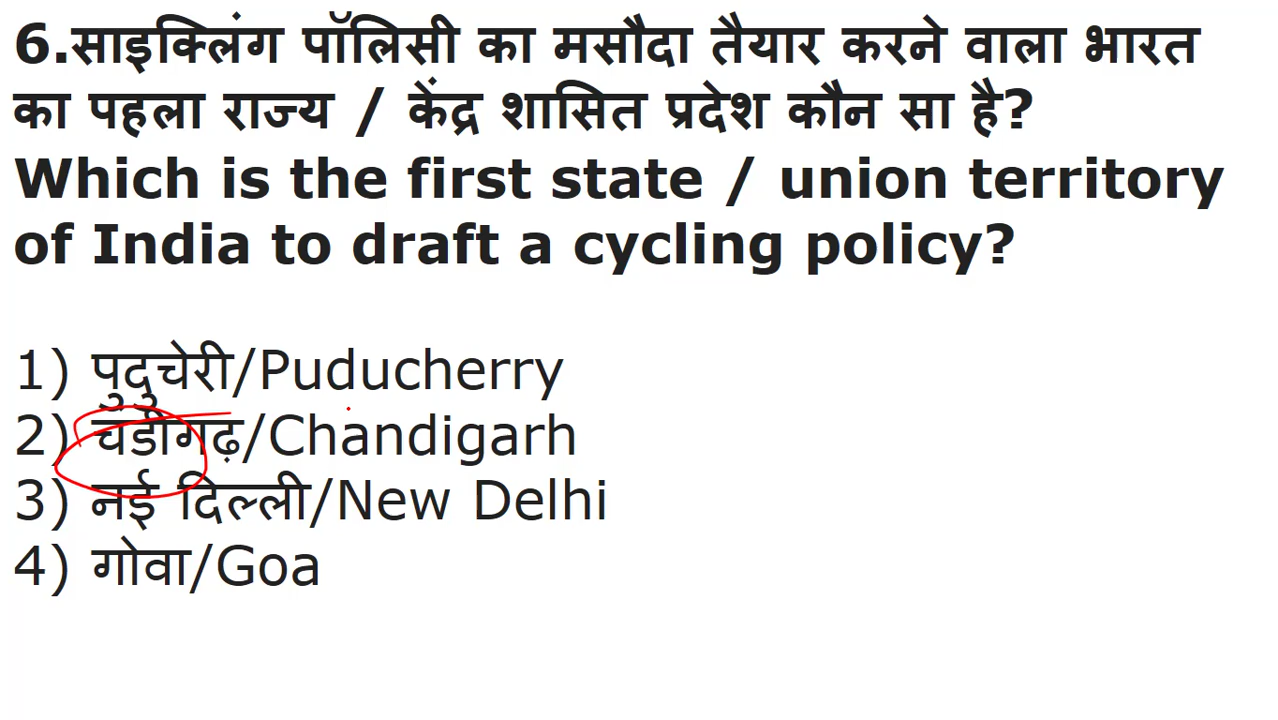 6.साइक्लिंग पॉलिसी का मसौदा तैयार करने वाला भारत
का पहला राज्य / केंद्र शासित प्रदेश कौन सा है?
Which is the first state / union territory
of India to draft a cycling policy?
1) पुदुचेरी/Puducherry
2) चंडीगढ़/Chandigarh
3) नई दिल्ली/New Delhi
4) गोवा/Goa